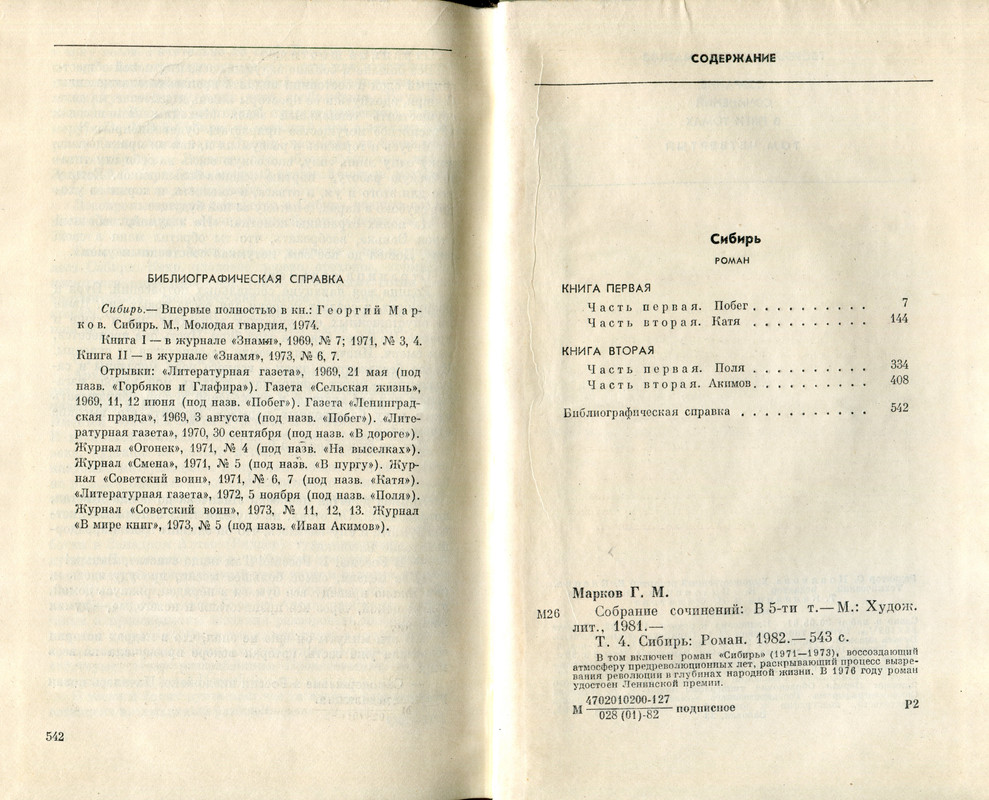 БИБЛИОГРАФИЧЕСКАЯ СПРАВКА
Сибирь.— Впервые полностью в кн.: Георгий Мар-
ков. Сибирь. М., Молодая гвардия, 1974.
Книга I — в журнале «Знамя», 1969, № 7; 1971, № 3, 4.
Книга II — в журнале «Знамя», 1973, № 6, 7.
Отрывки: «Литературная газета», 1969, 21 мая (под
назв. «Горбяков и Глафира»). Газета «Сельская жизнь»,
1969, 11, 12 июня (под назв. «Побег»). Газета «Ленинград-
ская правда», 1969, 3 августа (под назв. «Побег»). «Лите-
ратурная газета», 1970, 30 сентября (под назв. «В дороге»).
Журнал «Огонек», 1971, № 4 (под назв. «На выселках»).
Журнал «Смена», 1971, № 5 (под назв. «В пургу»). Жур-
нал «Советский воин», 1971, № 6, 7 (под назв. «Катя»).
«Литературная газета», 1972, 5 ноября (под назв. «Поля»).
Журнал «Советский воин», 1973, № 11, 12, 13. Журнал
«В мире книг», 1973, № 5 (под назв. «Иван Акимов»).
542
СОДЕРЖАНИЕ
Сибирь
РОМАН
КНИГА ПЕРВАЯ
Часть первая. Побег . . . . . . . . . . 7
Часть вторая. Катя . . . . . . . . . . 144
КНИГА ВТОРАЯ
Часть первая. Поля . . . . . . . . . . 334
Часть вторая. Акимов . . . . . . . . . . 408
Библиографическая справка . . . . . . . . . . 542
Марков Г. М.
М26 Собрание сочинений: В 5-ти т.— М.: Худож.
лит., 1981.—
Т. 4. Сибирь: Роман. 1982.— 543 с.
В том включен роман «Сибирь» (1971—1973), воссоздающий
атмосферу предреволюционных лет, раскрывающий процесс вызре-
вания революции в глубинах народной жизни. В 1976 году роман
удостоен Ленинской премии.
4702010200-127
М 028 (01)-82 подписное Р2